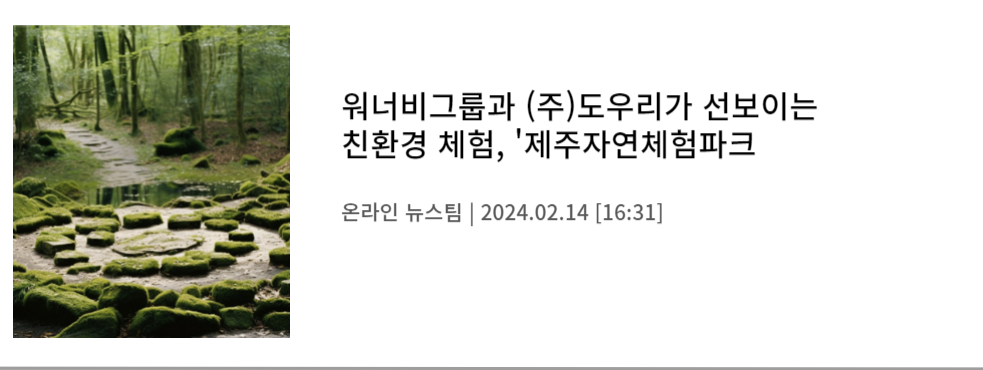 워너비그룹과 (주)도우리가 선보이는
친환경 체험, '제주자연체험파크
온라인 뉴스팀 | 2024.02.14 [16:31]